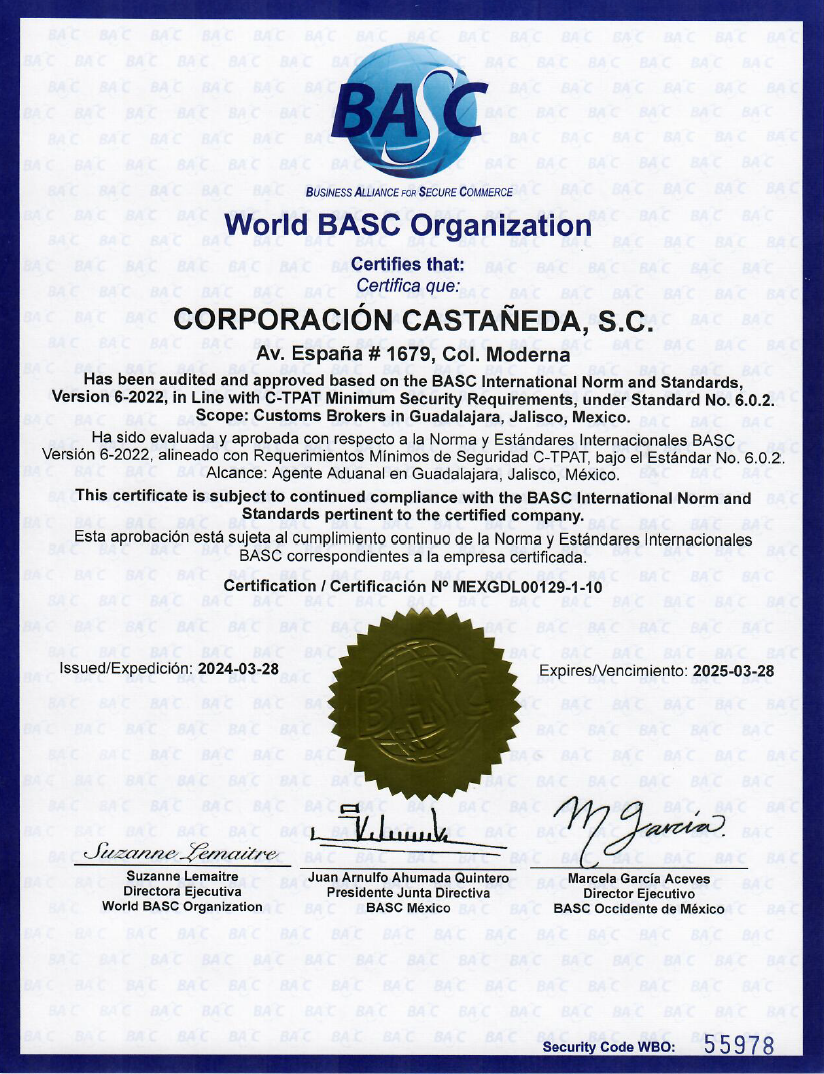 BASC
BUSINESS ALLIANCE FOR SECURE COMMERCE
World BASC Organization
Certifies that:
Certifica que:
CORPORACIÓN CASTAÑEDA, S.C.
Av. España # 1679, Col. Moderna
Has been audited and approved based on the BASC International Norm and Standards,
Version 6-2022, in Line with C-TPAT Minimum Security Requirements, under Standard No. 6.0.2.
Scope: Customs Brokers in Guadalajara, Jalisco, Mexico.
Ha sido evaluada y aprobada con respecto a la Norma y Estándares Internacionales BASC
Versión 6-2022, alineado con Requerimientos Mínimos de Seguridad C-TPAT, bajo el Estándar No. 6.0.2.
Alcance: Agente Aduanal en Guadalajara, Jalisco, México.
This certificate is subject to continued compliance with the BASC International Norm and
Standards pertinent to the certified company.
Esta aprobación está sujeta al cumplimiento continuo de la Norma y Estándares Internacionales
BASC correspondientes a la empresa certificada.
Certification / Certificación Nº MEXGDL00129-1-10
Issued/Expedición: 2024-03-28
Expires/Vencimiento: 2025-03-28
BASC
Suzanne Lemaitre
M García.
Suzanne Lemaitre
Directora Ejecutiva
World BASC Organization
Juan Arnulfo Ahumada Quintero
Presidente Junta Directiva
BASC México
Marcela García Aceves
Director Ejecutivo
BASC Occidente de México
Security Code WBO: 55978